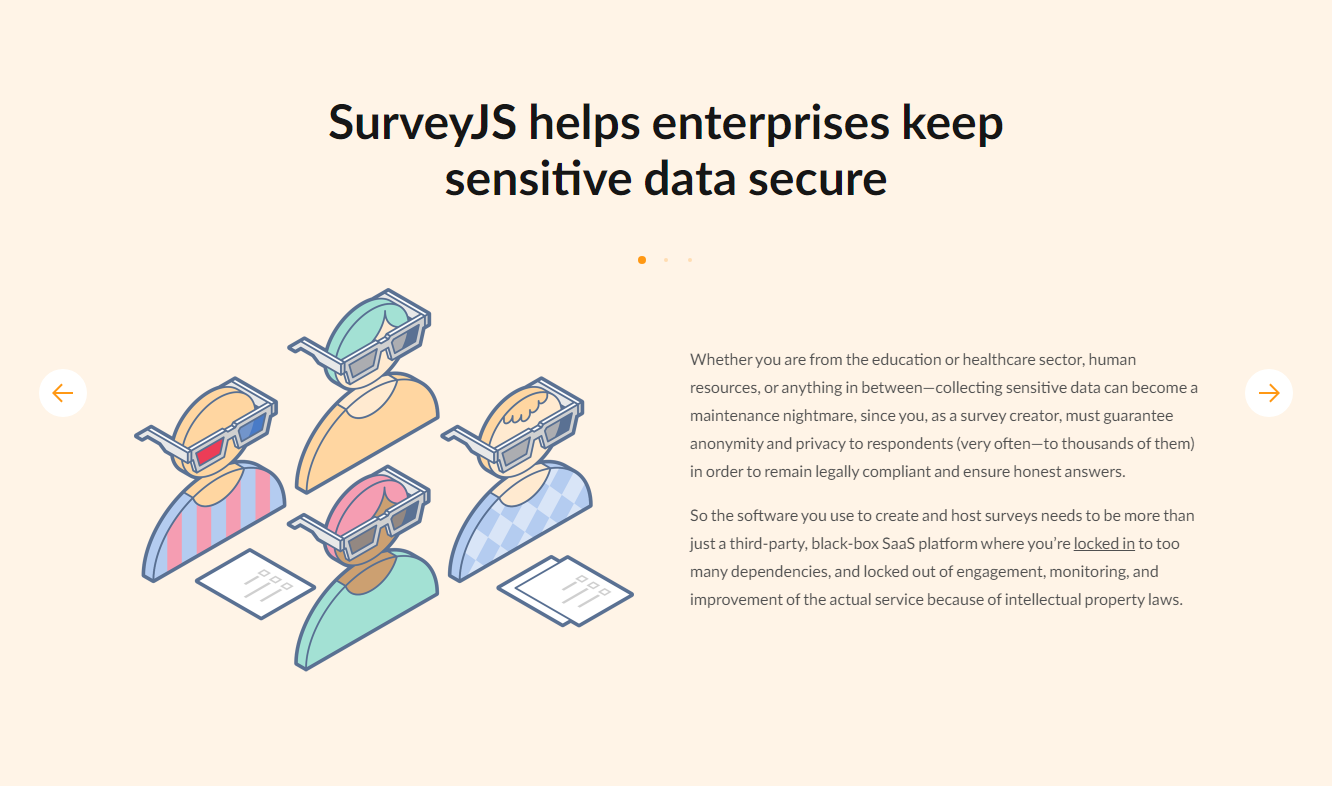 SurveyJS helps enterprises keep
sensitive data secure
Whether you are from the education or healthcare sector, human
resources, or anything in between—collecting sensitive data can become a
maintenance nightmare, since you, as a survey creator, must guarantee
anonymity and privacy to respondents (very often—to thousands of them)
in order to remain legally compliant and ensure honest answers.
So the software you use to create and host surveys needs to be more than
just a third-party, black-box SaaS platform where you’re locked in to too
many dependencies, and locked out of engagement, monitoring, and
improvement of the actual service because of intellectual property laws.